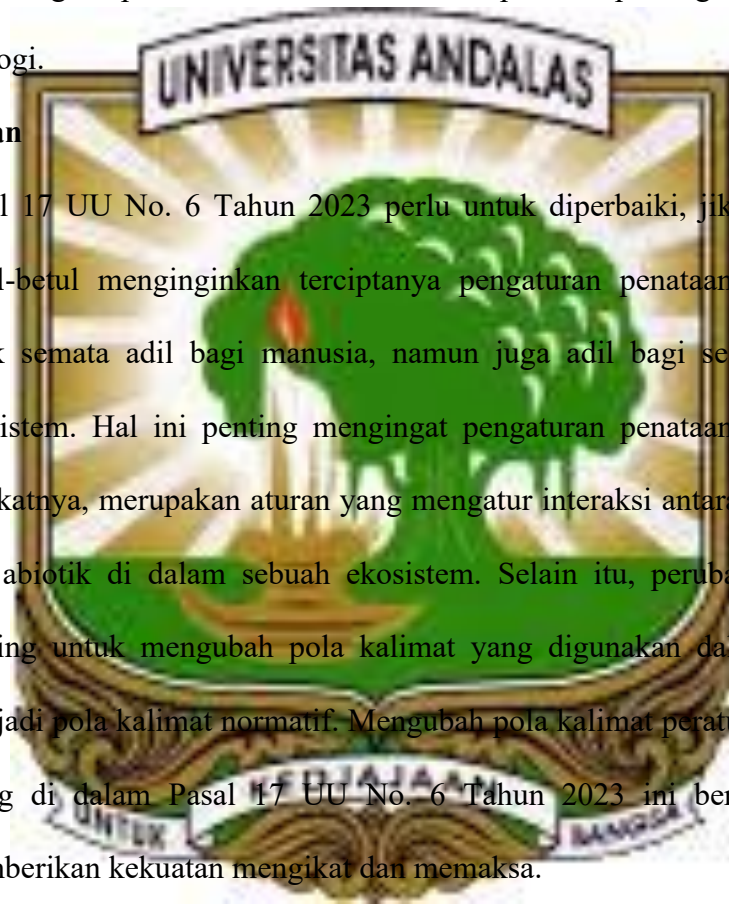 ogi.
UNIVERSITAS ANDALAS
an
l 17 UU No. 6 Tahun 2023 perlu untuk diperbaiki, jik
l-betul menginginkan terciptanya pengaturan penataan
k semata adil bagi manusia, namun juga adil bagi se
istem. Hal ini penting mengingat pengaturan penataan
katnya, merupakan aturan yang mengatur interaksi antara
abiotik di dalam sebuah ekosistem. Selain itu, peruba
ing untuk mengubah pola kalimat yang digunakan da
jadi pola kalimat normatif. Mengubah pola kalimat peratu
g di dalam Pasal 17 UU No. 6 Tahun 2023 ini ber
UNTUK KEDJAJAAN BANGSA
mberikan kekuatan mengikat dan memaksa.